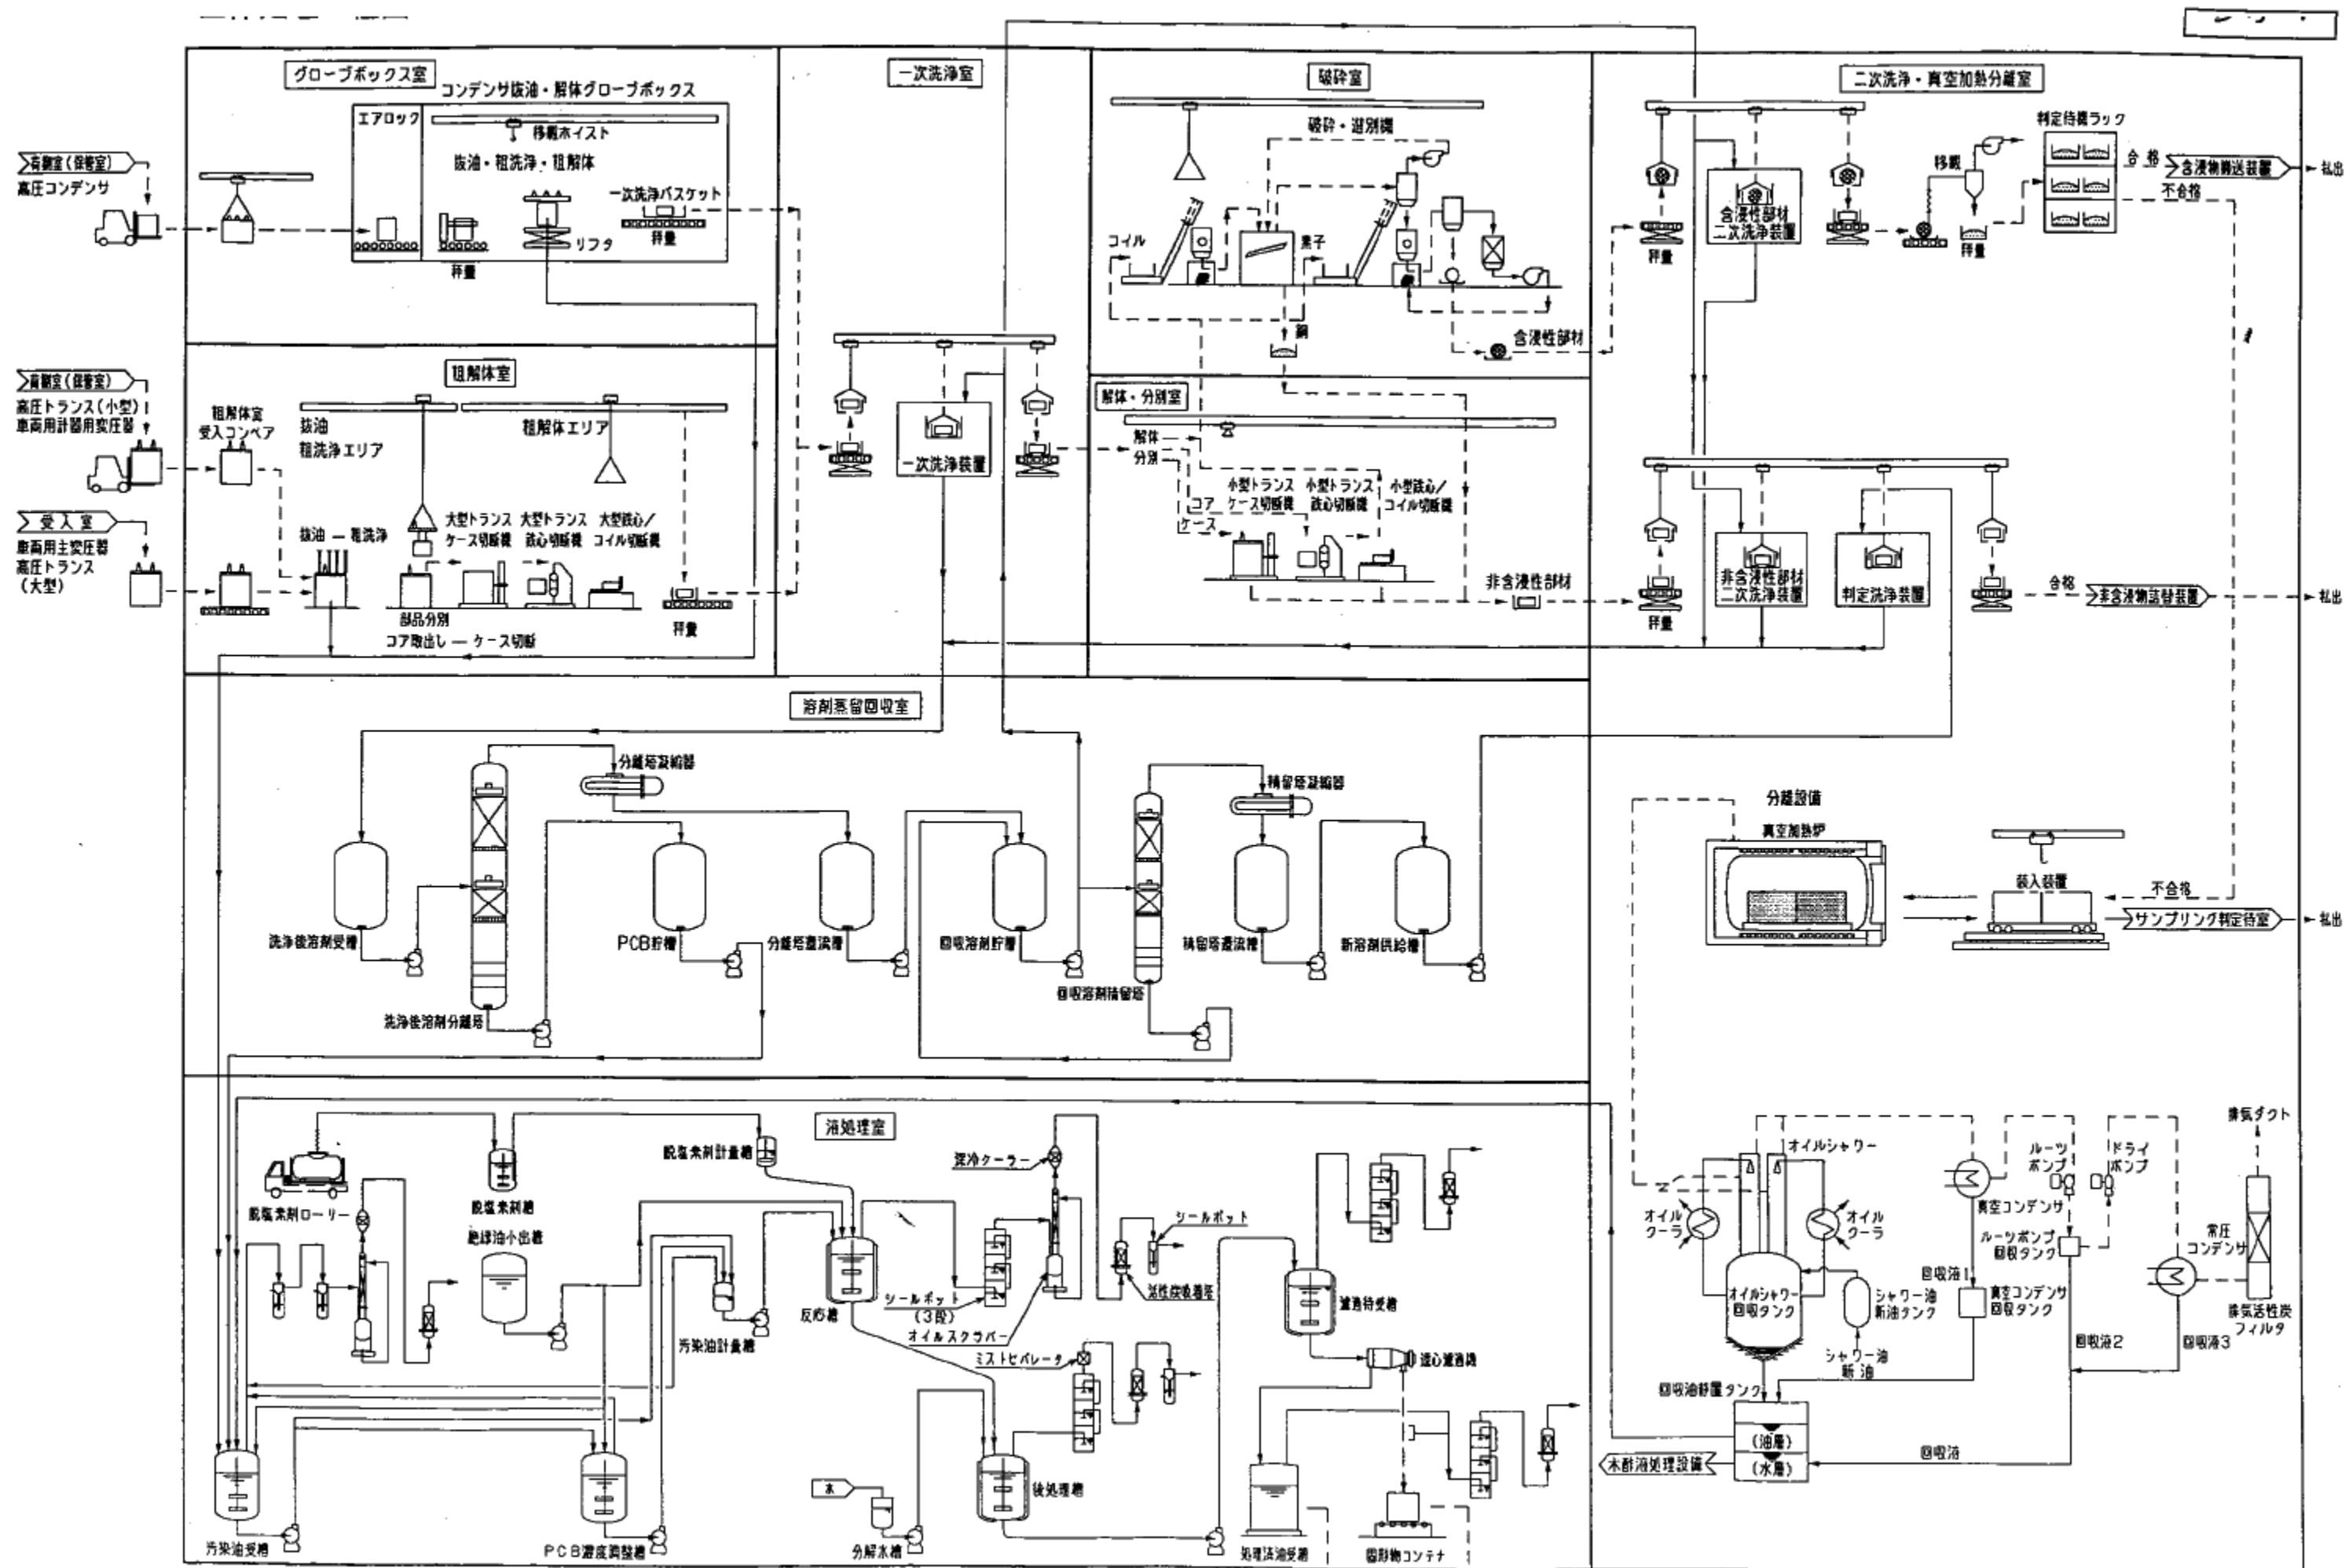 グローブボックス室
コンデンサ抜油・解体グローブボックス
エアロック
移載ホイスト
抜油・粗洗浄・粗解体
一次洗浄バスケット
秤量
リフタ
秤量
荷捌室(保管室)
高圧コンデンサ
一次洗浄室
一次洗浄装置
破砕室
破砕・選別機
コイル
素子
銅
含浸性部材
二次洗浄・真空加熱分離室
判定待機ラック
移載
合格
含浸物搬送装置
払出
不合格
含浸性部材
二次洗浄装置
秤量
秤量
荷捌室(保管室)
高圧トランス(小型)
車両用計器用変圧器
粗解体室
受入コンベア
粗解体室
抜油
粗洗浄エリア
粗解体エリア
受入室
車両用主変圧器
高圧トランス
(大型)
抜油―粗洗浄
大型トランス
ケース切断機
大型トランス
鉄心切断機
大型鉄心/
コイル切断機
部品分別
コア取出し―ケース切断
秤量
解体・分別室
解体
分別
コア
ケース
小型トランス
ケース切断機
小型トランス
鉄心切断機
小型鉄心/
コイル切断機
非含浸性部材
秤量
非含浸性部材
二次洗浄装置
判定洗浄装置
合格
非含浸物詰替装置
払出
溶剤蒸留回収室
分離塔凝縮器
精留塔凝縮器
洗浄後溶剤受槽
洗浄後溶剤分離塔
PCB貯槽
分離塔還流槽
回収溶剤貯槽
回収溶剤精留塔
精留塔還流槽
新溶剤供給槽
分離設備
真空加熱炉
装入装置
不合格
サンプリング判定待室
払出
液処理室
脱塩素剤ローリー
脱塩素剤槽
脱塩素剤計量槽
絶縁油小出槽
汚染油計量槽
反応槽
深冷クーラー
シールポット
(3段)
オイルスクラバー
シールポット
活性炭吸着塔
ミストセパレータ
濾過待受槽
遠心濾過機
汚染油受槽
PCB濃度調整槽
水
分解水槽
後処理槽
処理済油受槽
固形物コンテナ
オイルシャワー
オイル
クーラ
オイル
クーラ
オイルシャワー
回収タンク
シャワー油
新油タンク
シャワー油
新油
ルーツ
ポンプ
ドライ
ポンプ
真空コンデンサ
ルーツポンプ
回収タンク
回収液1
真空コンデンサ
回収タンク
回収液2
回収液3
常圧
コンデンサ
排気ダクト
排気活性炭
フィルタ
回収油静置タンク
(油層)
(水層)
回収液
木酢液処理設備